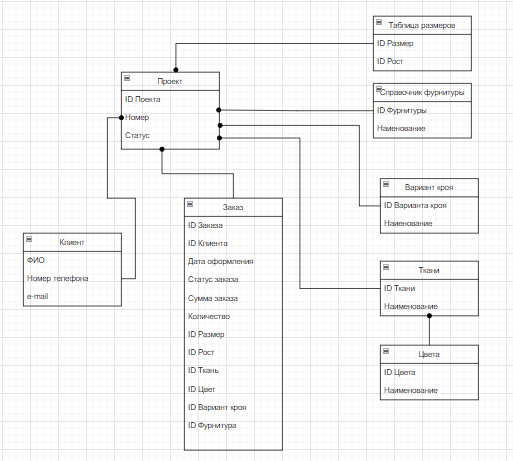 Таблица размеров
ID Размер
ID Рост
Проект
ID Поекта
Номер
Статус
Справочник фурнитуры
ID Фурнитуры
Наиенование
Вариант кроя
ID Варианта кроя
Наиенование
Заказ
ID Заказа
ID Клиента
Дата оформления
Статус заказа
Сумма заказа
Количество
ID Размер
ID Рост
ID Ткань
ID Цвет
ID Вариант кроя
ID Фурнитура
Клиент
ФИО
Номер телефона
e-mail
Ткани
ID Ткани
Наименование
Цвета
ID Цвета
Наименование